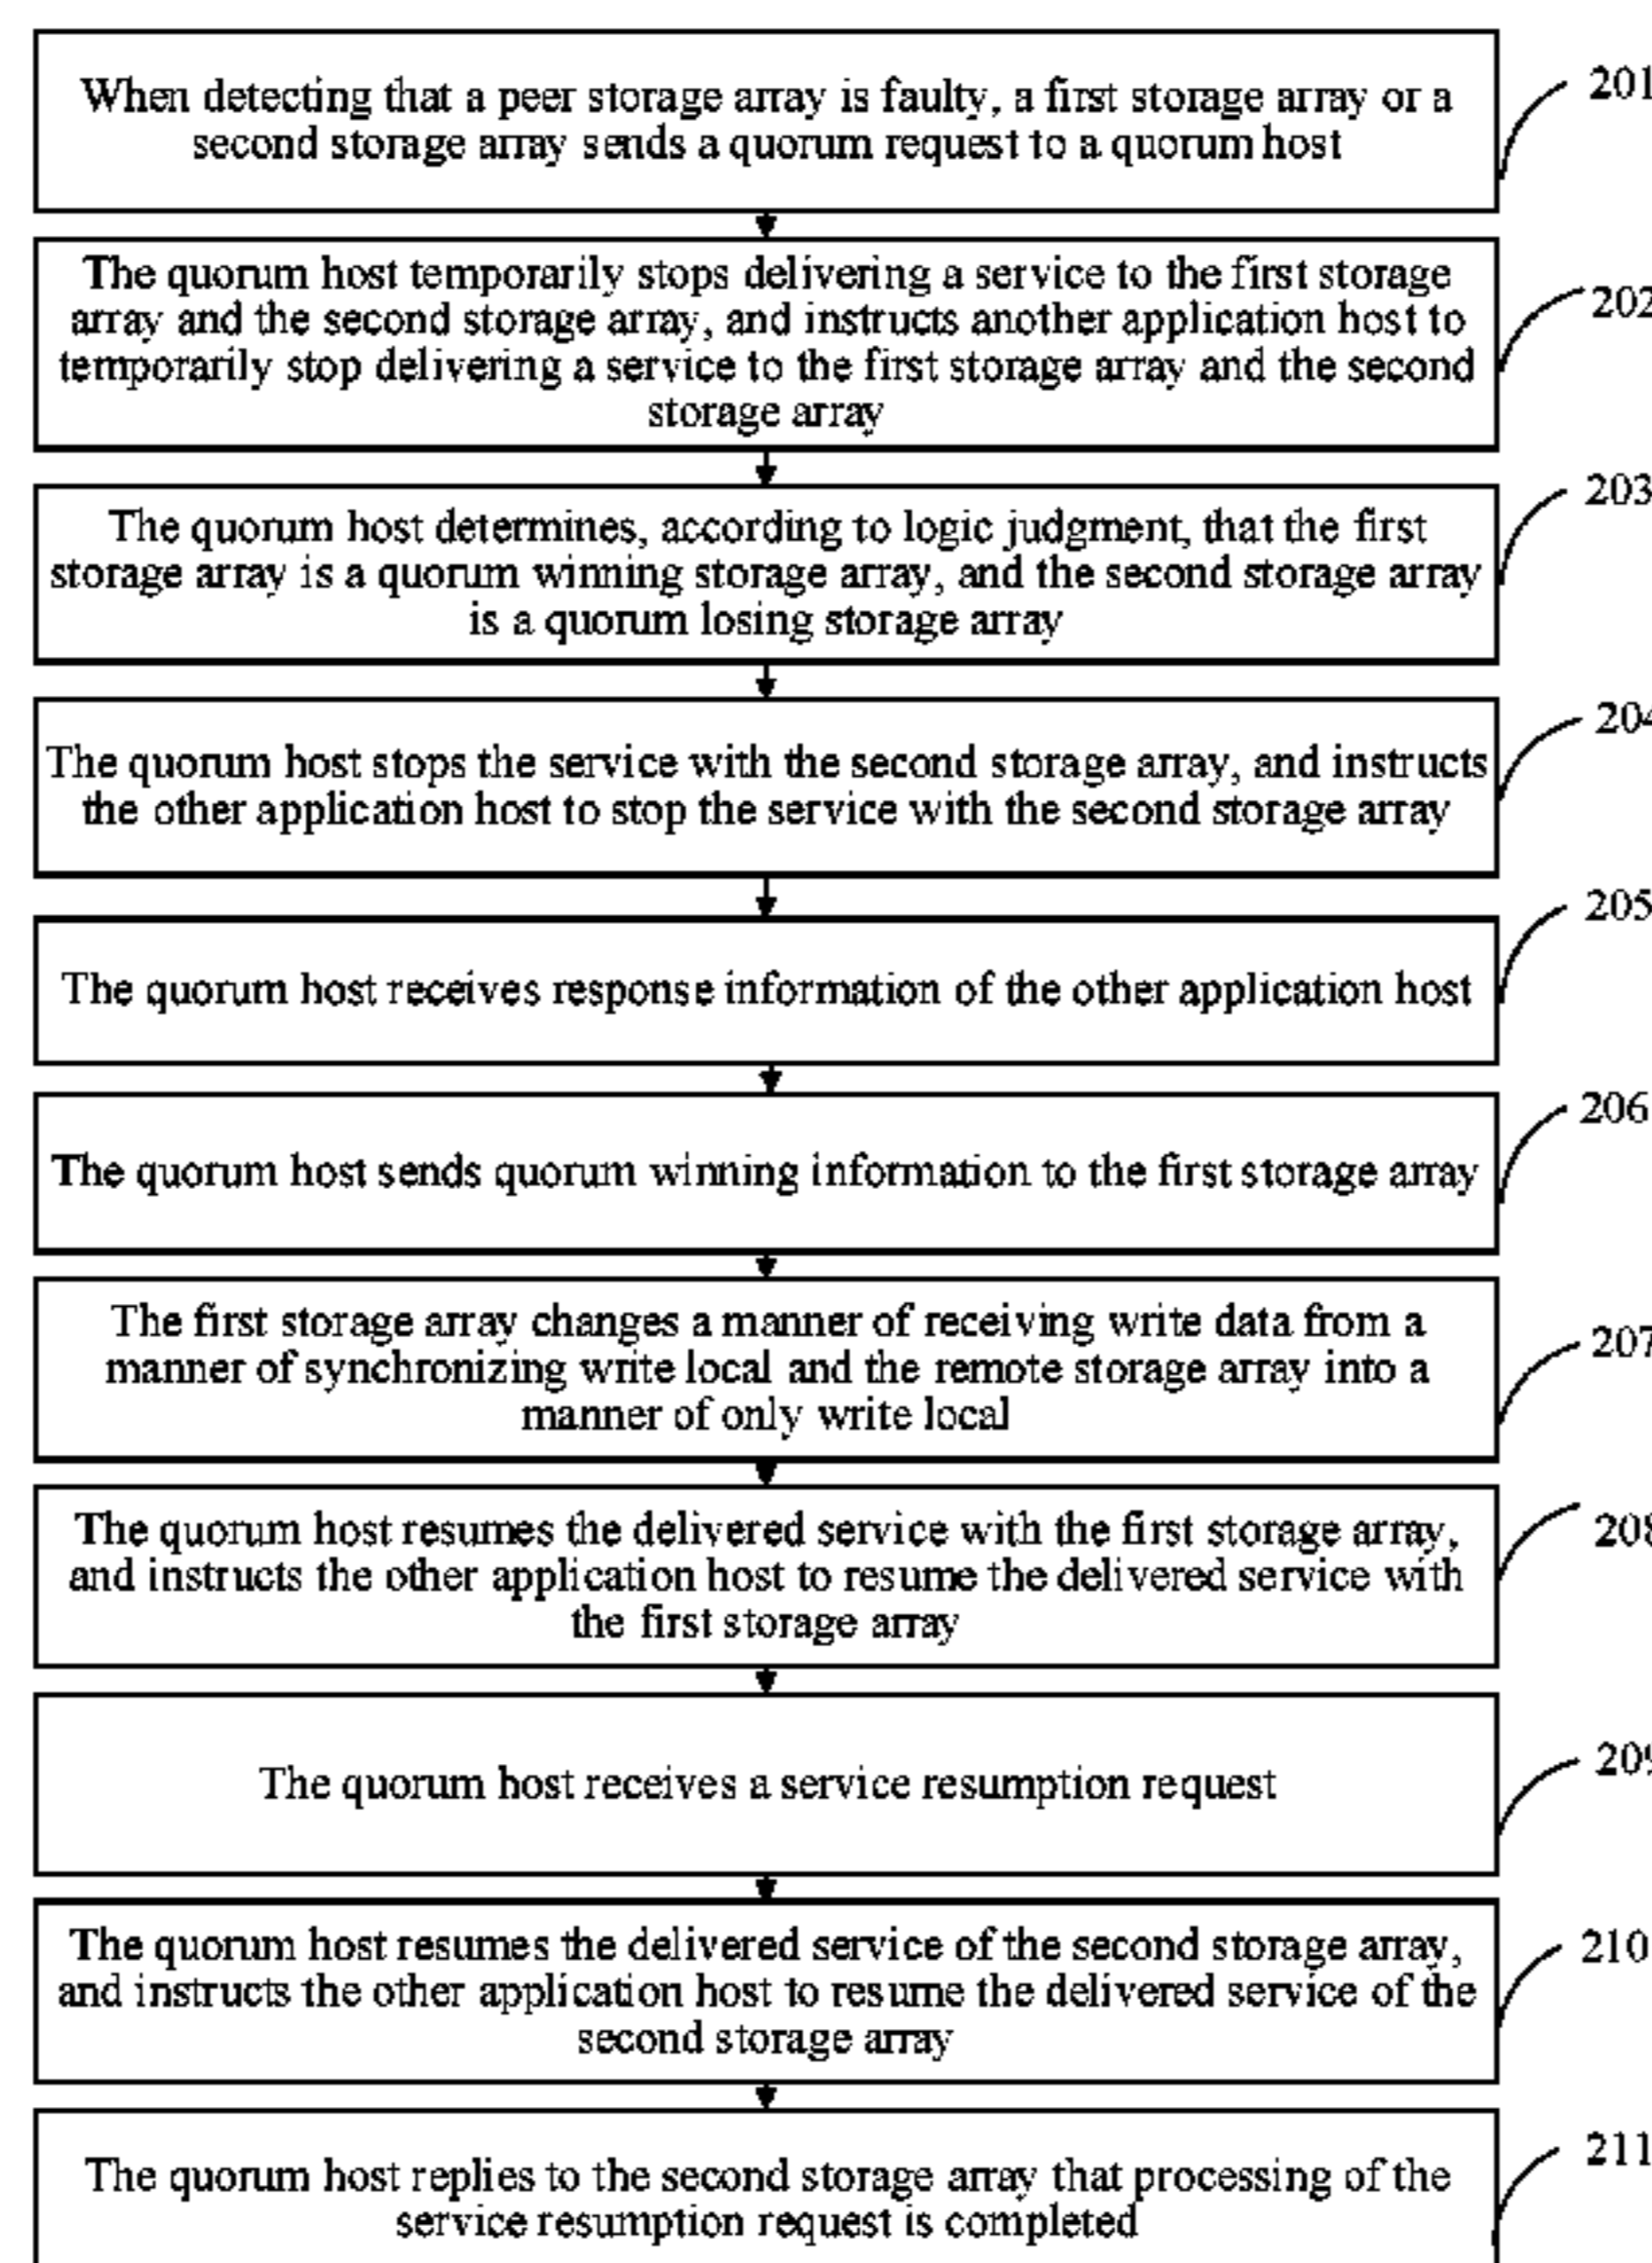 When detecting that a peer storage array is faulty, a first storage array or a
second storage array sends a quorum request to a quorum host
201
The quorum host temporarily stops delivering a service to the first storage
array and the second storage array, and instructs another application host to
temporarily stop delivering a service to the first storage array and the second
storage array
202
The quorum host determines, according to logic judgment, that the first
storage array is a quorum winning storage array, and the second storage array
is a quorum losing storage array
203
The quorum host stops the service with the second storage array, and instructs
the other application host to stop the service with the second storage array
204
The quorum host receives response information of the other application host
205
The quorum host sends quorum winning information to the first storage array
206
The first storage array changes a manner of receiving write data from a
manner of synchronizing write local and the remote storage array into a
manner of only write local
207
The quorum host resumes the delivered service with the first storage array,
and instructs the other application host to resume the delivered service with
the first storage array
208
The quorum host receives a service resumption request
209
The quorum host resumes the delivered service of the second storage array,
and instructs the other application host to resume the delivered service of the
second storage array
210
The quorum host replies to the second storage array that processing of the
service resumption request is completed
211